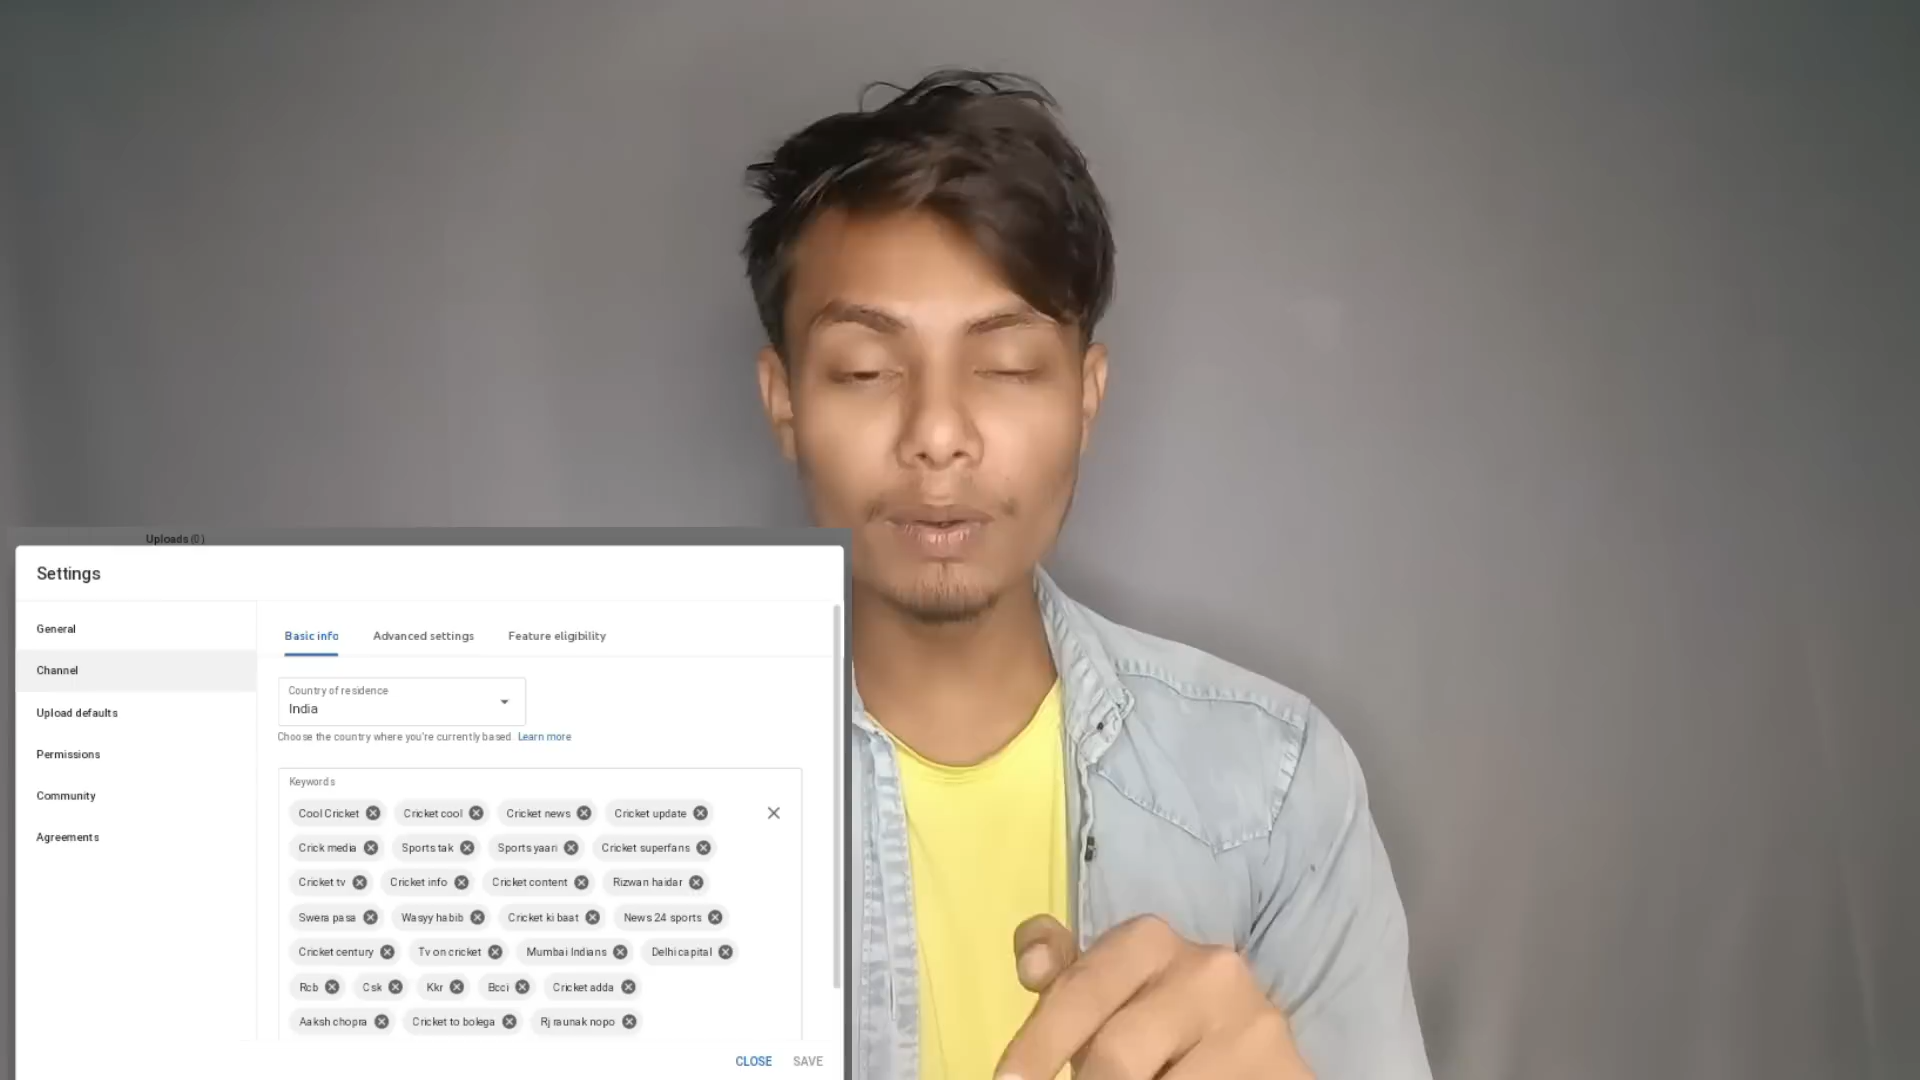 Uploads (0)
Settings
General
Channel
Upload defaults
Permissions
Community
Agreements
Basic info Advanced settings Feature eligibility
Country of residence
India
Choose the country where you're currently based. Learn more
Keywords
Cool Cricket Cricket cool Cricket news Cricket update
Crick media Sports tak Sports yaari Cricket superfans
Cricket tv Cricket info Cricket content Rizwan haidar
Swera pasa Wasyy habib Cricket ki baat News 24 sports
Cricket century Tv on cricket Mumbai Indians Delhi capital
Rcb Csk Kkr Bcci Cricket adda
Aaksh chopra Cricket to bolega Rj raunak nopo
CLOSE SAVE